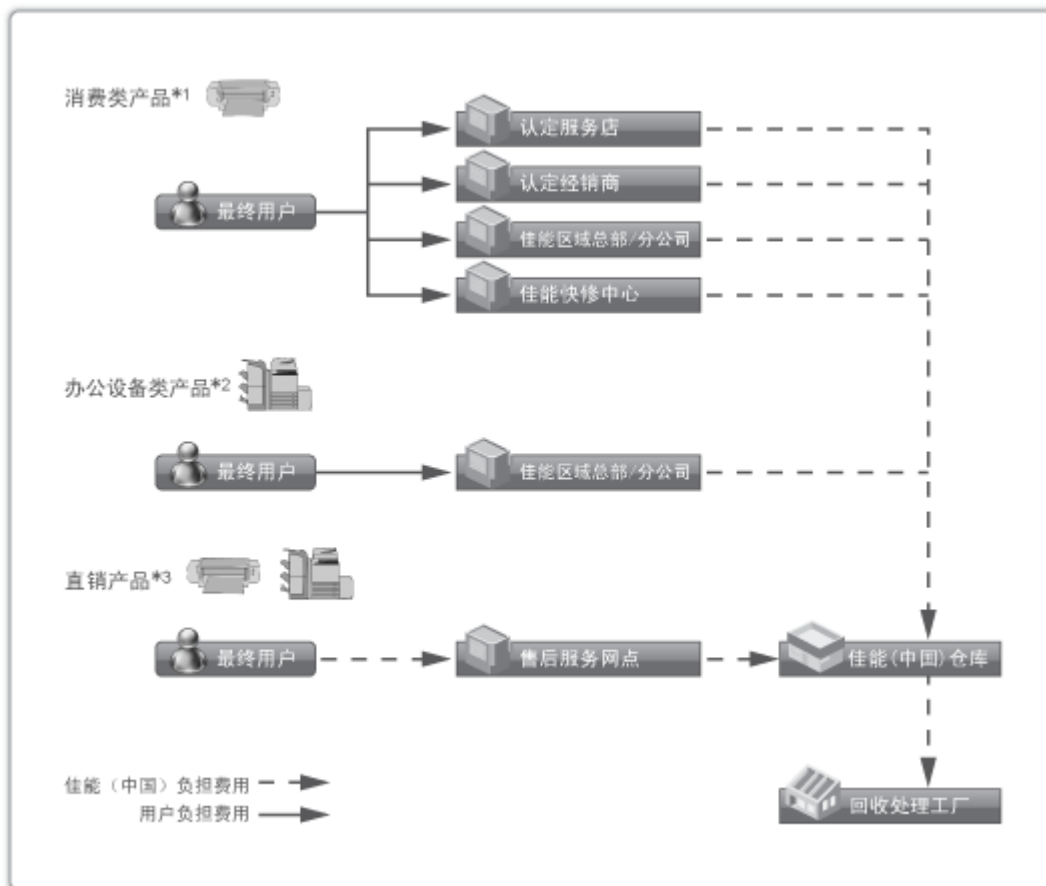 消费类产品*1
认定服务店
认定经销商
最终用户
佳能区域总部/分公司
佳能快修中心
办公设备类产品*2
最终用户
佳能区域总部/分公司
直销产品*3
最终用户
售后服务网点
佳能(中国)仓库
佳能（中国）负担费用
用户负担费用
回收处理工厂